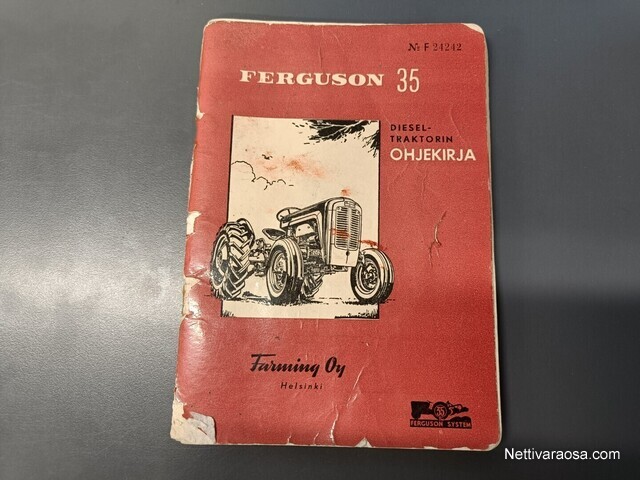 № F 24242
FERGUSON 35
DIESEL-
TRAKTORIN
OHJEKIRJA
Farming Oy
Helsinki
35
FERGUSON SYSTEM
Nettivaraosa.com